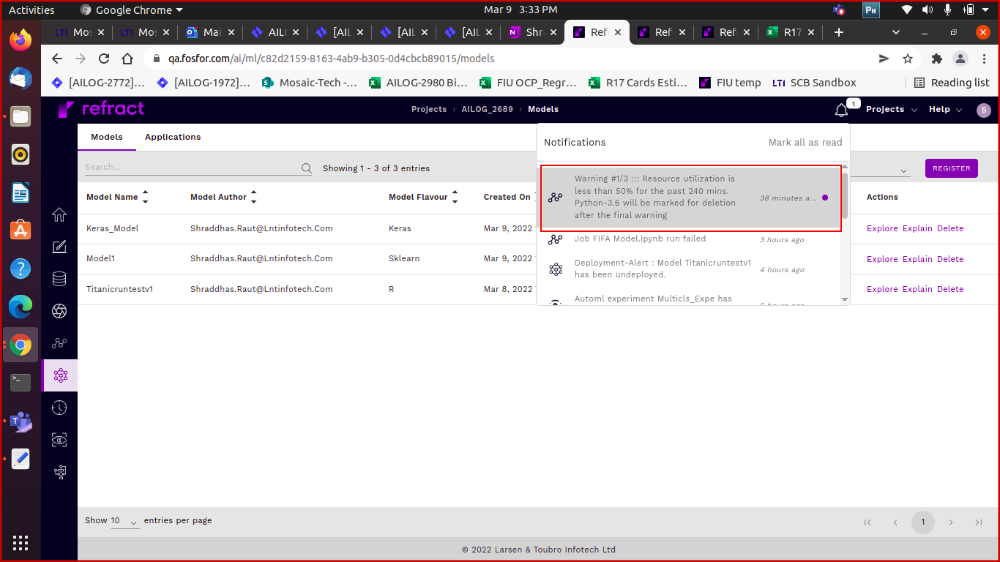 Activities
Google Chrome
Mar 9 3:33 PM
PH
LTI Mos
LTI Mos
Mai
AILO
[AIL
[AIL
[AIL
Shr
Ref
Ref
Ref
R17
qa.fosfor.com/ai/ml/c82d2159-8163-4ab9-b305-0d4cbcb89015/models
[AILOG-2772]...
[AILOG-1972]...
Mosaic-Tech -...
AILOG-2980 Bi...
FIU OCP_Regr...
R17 Cards Esti...
FIU temp
LTI SCB Sandbox
Reading list
refract
Projects › AILOG_2689 › Models
1
Projects
Help
S
Models
Applications
Notifications
Mark all as read
Search...
Showing 1 - 3 of 3 entries
REGISTER
Warning #1/3 ::: Resource utilization is
less than 50% for the past 240 mins.
Python-3.6 will be marked for deletion
after the final warning
38 minutes a...
Job FIFA Model.ipynb run failed
3 hours ago
Deployment-Alert : Model Titanicruntestv1
has been undeployed.
4 hours ago
Automl experiment Multicls_Expe has
5 hours ago
Model Name
Model Author
Model Flavour
Created On
Actions
Keras_Model
Shraddhas.Raut@Lntinfotech.Com
Keras
Mar 9, 2022
Explore Explain Delete
Model1
Shraddhas.Raut@Lntinfotech.Com
Sklearn
Mar 9, 2022
Explore Explain Delete
Titanicruntestv1
Shraddhas.Raut@Lntinfotech.Com
R
Mar 8, 2022
Explore Explain Delete
Show 10 entries per page
1
© 2022 Larsen & Toubro Infotech Ltd